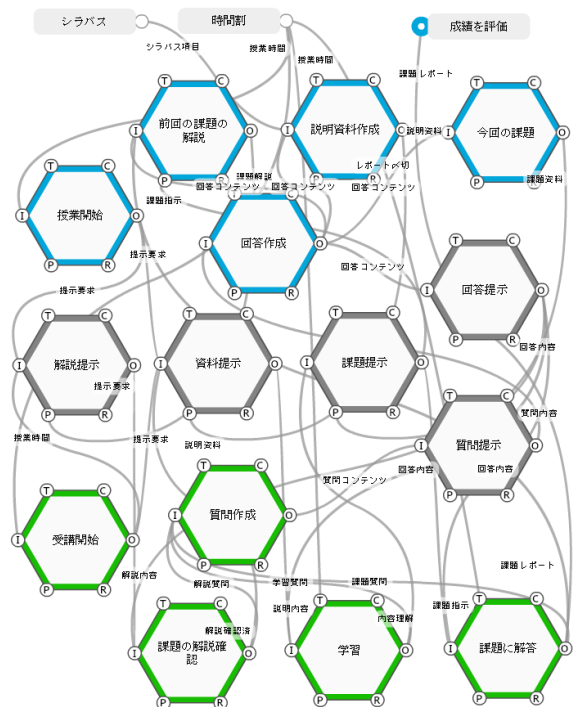 シラバス
時間割
成績を評価
シラバス項目
授業時間
授業時間
課題レポート
T
C
I
O
P
R
前回の課題の
解説
T
C
I
O
P
R
説明資料作成
説明資料
T
C
I
O
P
R
今回の課題
レポート〆切
課題資料
課題解説
回答コンテンツ
回答コンテンツ
回答コンテンツ
課題指示
T
C
I
O
P
R
授業開始
I
C
I
O
P
R
回答作成
提示要求
回答コンテンツ
提示要求
T
C
I
O
P
R
回答提示
回答内容
T
C
I
O
P
R
解説提示
提示要求
T
C
I
O
P
R
資料提示
T
C
I
O
P
R
課題提示
質問内容
T
C
I
O
P
R
質問提示
授業時間
提示要求
説明資料
回答内容
回答内容
質問コンテンツ
T
C
I
O
P
R
受講開始
T
C
I
O
P
R
質問作成
課題レポート
解説内容
解説質問
学習質問
課題質問
説明内容
内容理解
課題指示
T
C
I
O
P
R
解説確認済
課題の解説確
認
T
C
I
O
P
R
学習
T
C
I
O
P
R
課題に解答